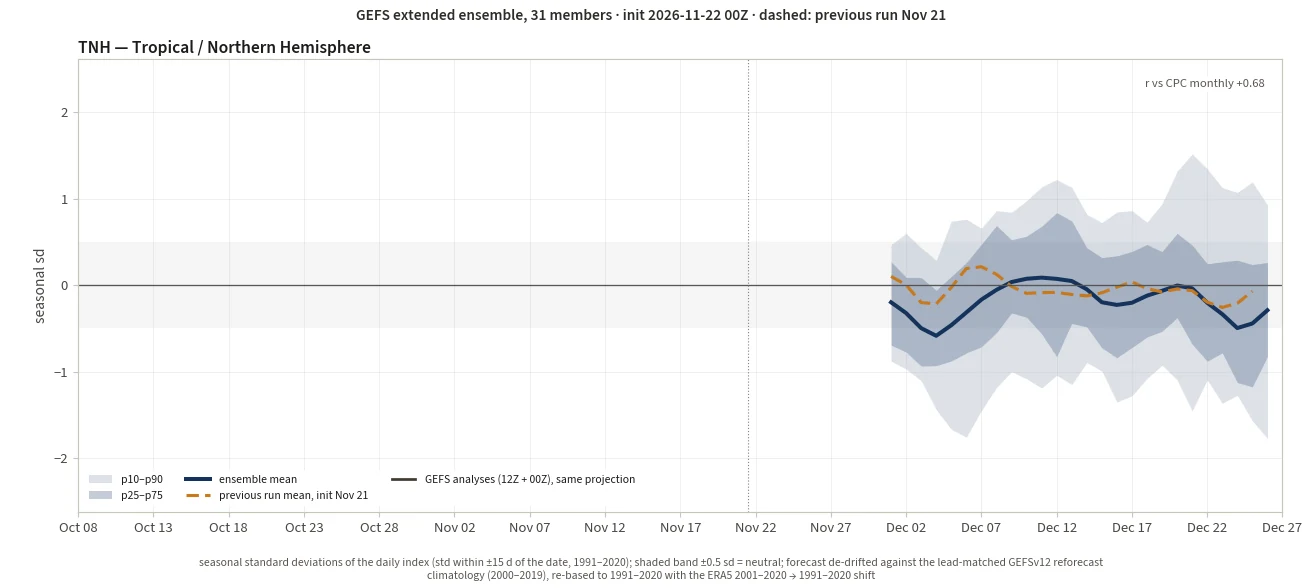 GEFS extended ensemble, 31 members · init 2026-11-22 00Z · dashed: previous run Nov 21
TNH — Tropical / Northern Hemisphere
r vs CPC monthly +0.68
seasonal sd
2
1
0
−1
−2
p10–p90
ensemble mean
GEFS analyses (12Z + 00Z), same projection
p25–p75
previous run mean, init Nov 21
Oct 08 Oct 13 Oct 18 Oct 23 Oct 28 Nov 02 Nov 07 Nov 12 Nov 17 Nov 22 Nov 27 Dec 02 Dec 07 Dec 12 Dec 17 Dec 22 Dec 27
seasonal standard deviations of the daily index (std within ±15 d of the date, 1991–2020); shaded band ±0.5 sd = neutral; forecast de-drifted against the lead-matched GEFSv12 reforecast
climatology (2000–2019), re-based to 1991–2020 with the ERA5 2001–2020 → 1991–2020 shift